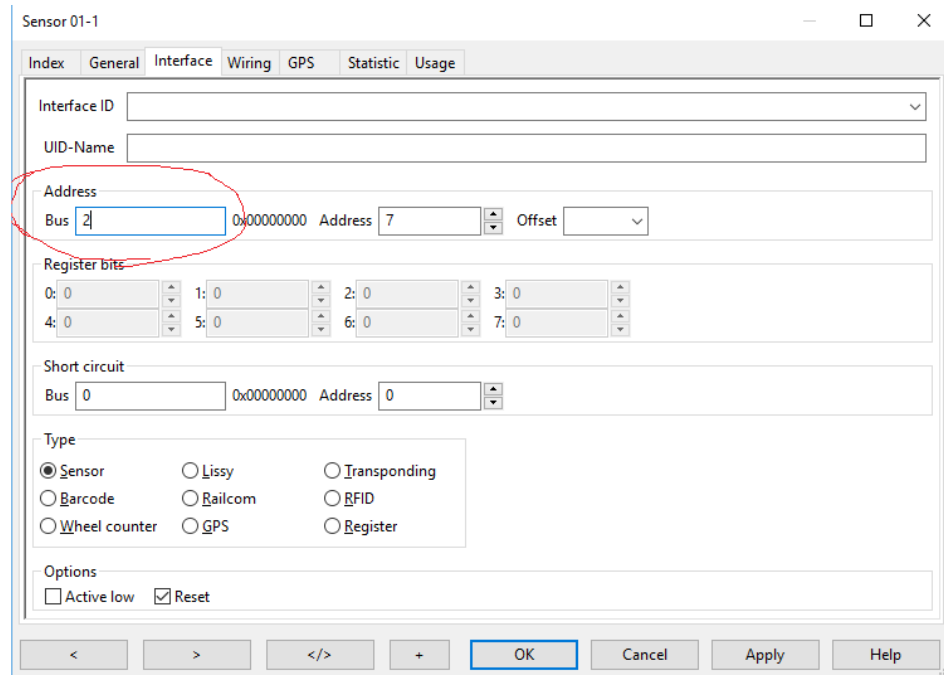 Sensor 01-1
Index General Interface Wiring GPS Statistic Usage
Interface ID
UID-Name
Address
Bus 2 0x00000000 Address 7 Offset
Register bits
0: 0 1: 0 2: 0 3: 0
4: 0 5: 0 6: 0 7: 0
Short circuit
Bus 0 0x00000000 Address 0
Type
Sensor Lissy Transponding
Barcode Railcom RFID
Wheel counter GPS Register
Options
Active low Reset
< > </> + OK Cancel Apply Help